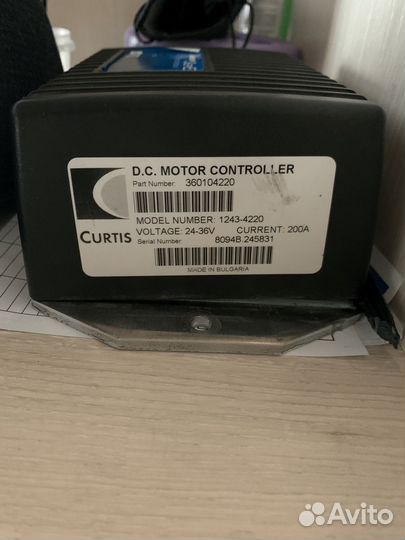 D.C. MOTOR CONTROLLER
Part Number: 360104220
MODEL NUMBER: 1243-4220
VOLTAGE: 24-36V CURRENT: 200A
Serial Number: 8094B.245831
CURTIS
MADE IN BULGARIA
Avito